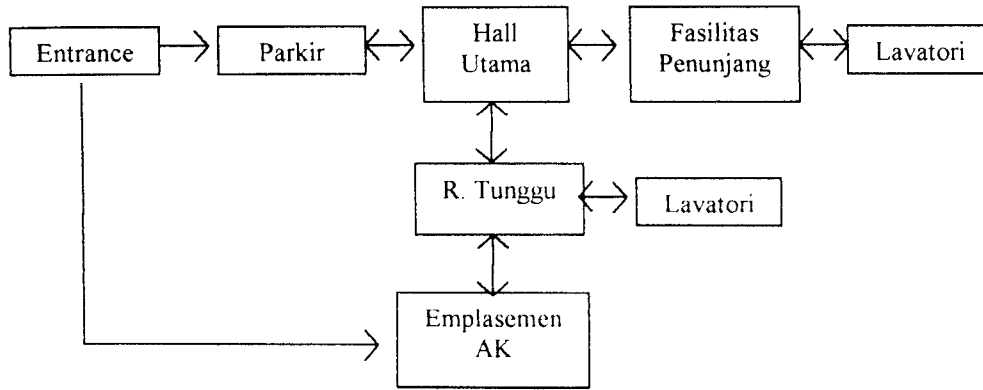 Entrance
Parkir
Hall
Utama
Fasilitas
Penunjang
Lavatori
R. Tunggu
Lavatori
Emplasemen
AK